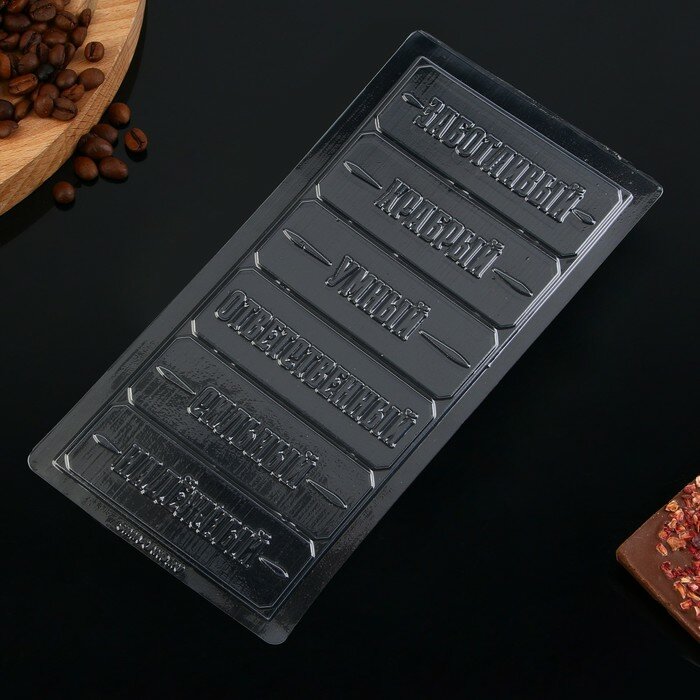 ЗАБОТЛИВЫЙ
ХРАБРЫЙ
УМНЫЙ
ОТВЕТСТВЕННЫЙ
СИЛЬНЫЙ
НАДЁЖНЫЙ